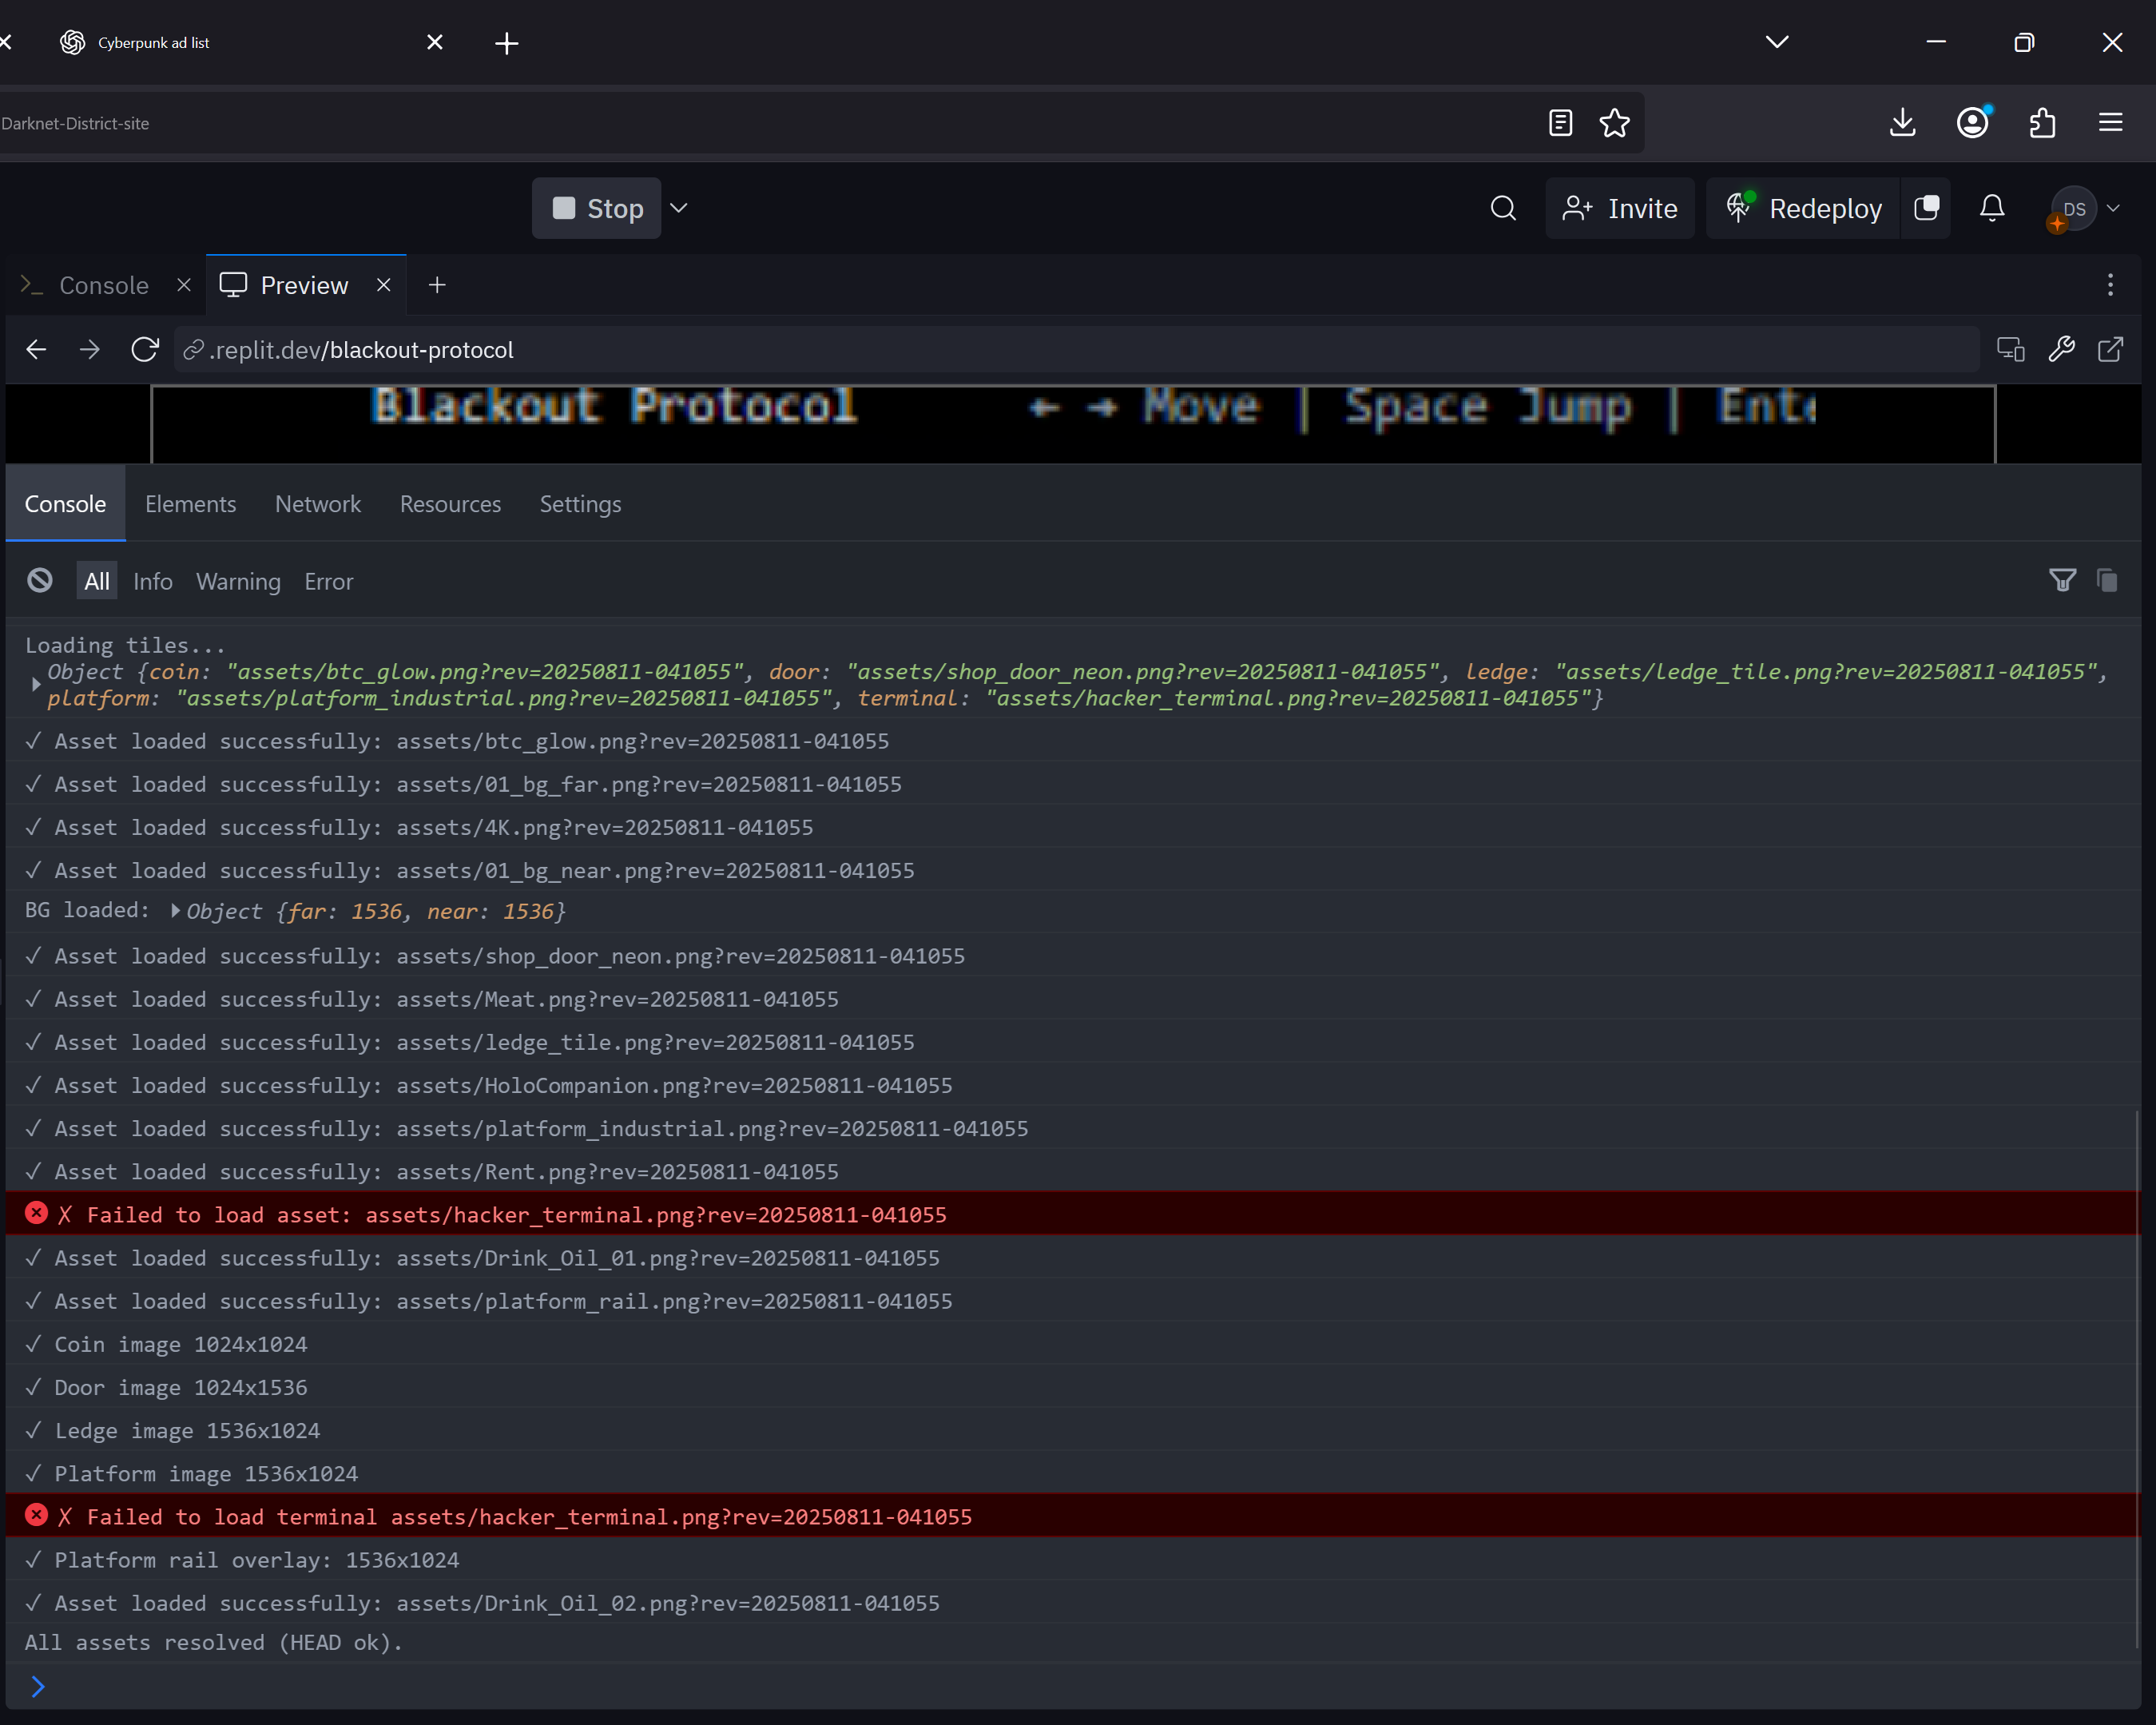 Cyberpunk ad list
Darknet-District-site
Stop
Invite
Redeploy
DS
Console
Preview
.replit.dev/blackout-protocol
Blackout Protocol ← → Move | Space Jump | Ente
Console Elements Network Resources Settings
All Info Warning Error
Loading tiles...
Object {coin: "assets/btc_glow.png?rev=20250811-041055", door: "assets/shop_door_neon.png?rev=20250811-041055", ledge: "assets/ledge_tile.png?rev=20250811-041055",
platform: "assets/platform_industrial.png?rev=20250811-041055", terminal: "assets/hacker_terminal.png?rev=20250811-041055"}
✓ Asset loaded successfully: assets/btc_glow.png?rev=20250811-041055
✓ Asset loaded successfully: assets/01_bg_far.png?rev=20250811-041055
✓ Asset loaded successfully: assets/4K.png?rev=20250811-041055
✓ Asset loaded successfully: assets/01_bg_near.png?rev=20250811-041055
BG loaded: Object {far: 1536, near: 1536}
✓ Asset loaded successfully: assets/shop_door_neon.png?rev=20250811-041055
✓ Asset loaded successfully: assets/Meat.png?rev=20250811-041055
✓ Asset loaded successfully: assets/ledge_tile.png?rev=20250811-041055
✓ Asset loaded successfully: assets/HoloCompanion.png?rev=20250811-041055
✓ Asset loaded successfully: assets/platform_industrial.png?rev=20250811-041055
✓ Asset loaded successfully: assets/Rent.png?rev=20250811-041055
✗ Failed to load asset: assets/hacker_terminal.png?rev=20250811-041055
✓ Asset loaded successfully: assets/Drink_Oil_01.png?rev=20250811-041055
✓ Asset loaded successfully: assets/platform_rail.png?rev=20250811-041055
✓ Coin image 1024x1024
✓ Door image 1024x1536
✓ Ledge image 1536x1024
✓ Platform image 1536x1024
✗ Failed to load terminal assets/hacker_terminal.png?rev=20250811-041055
✓ Platform rail overlay: 1536x1024
✓ Asset loaded successfully: assets/Drink_Oil_02.png?rev=20250811-041055
All assets resolved (HEAD ok).